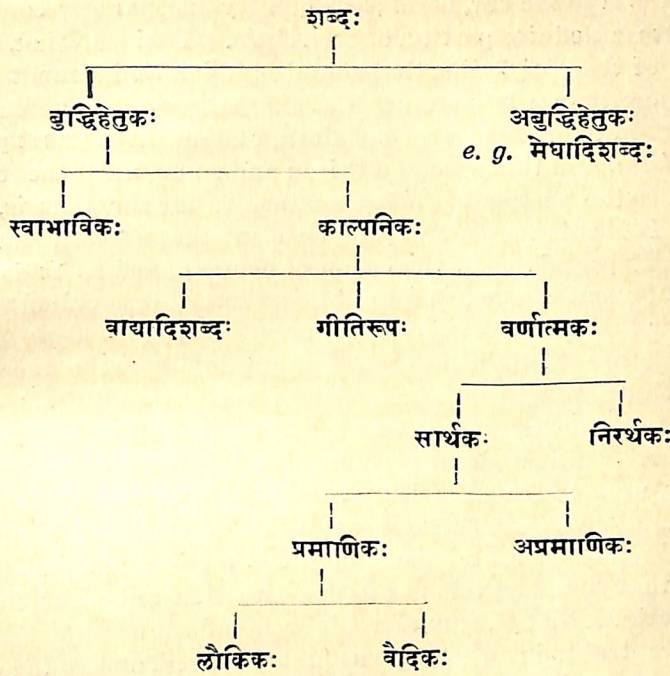 शब्दः
बुद्धिहेतुकः अबुद्धिहेतुकः
e. g. मेघादिशब्दः
स्वाभाविकः काल्पनिकः
वाद्यादिशब्दः गीतिरूपः वर्णात्मकः
सार्थकः निरर्थकः
प्रमाणिकः अप्रमाणिकः
लौकिकः वैदिकः